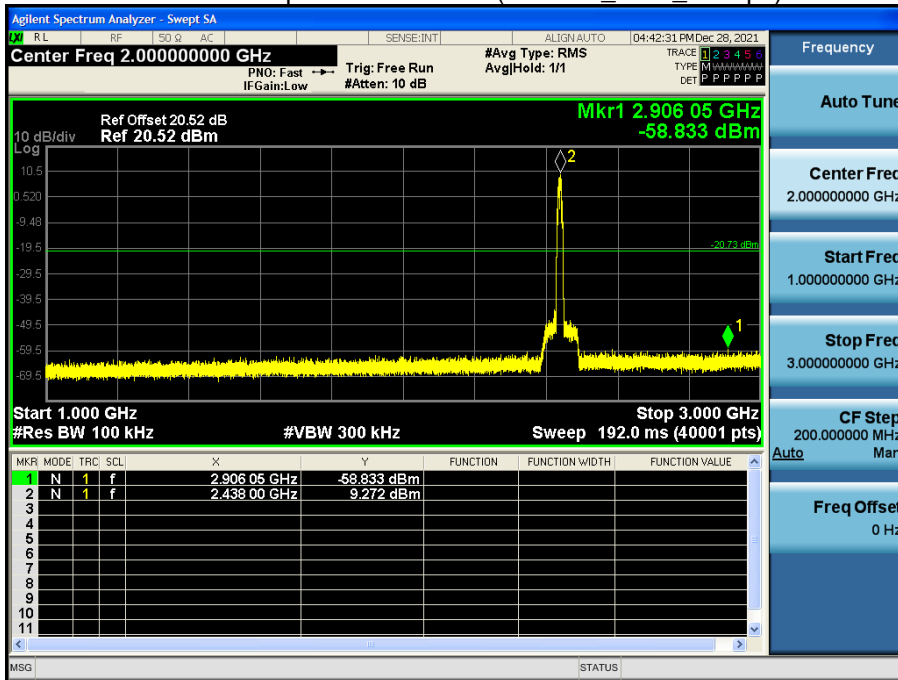 Agilent Spectrum Analyzer - Swept SA
LXI RL RF 50 Ω AC SENSE:INT ALIGN AUTO 04:42:31 PM Dec 28, 2021
Center Freq 2.000000000 GHz
PNO: Fast
IFGain:Low
Trig: Free Run
#Atten: 10 dB
#Avg Type: RMS
Avg|Hold: 1/1
TRACE 1 2 3 4 5 6
TYPE M WWWWW
DET P P P P P P
Ref Offset 20.52 dB
10 dB/div Ref 20.52 dBm
Log
Mkr1 2.906 05 GHz
-58.833 dBm
10.5
0.520
-9.48
-19.5
-29.5
-39.5
-49.5
-59.5
-69.5
2
-20.73 dBm
1
Start 1.000 GHz Stop 3.000 GHz
#Res BW 100 kHz #VBW 300 kHz Sweep 192.0 ms (40001 pts)
MKR MODE TRC SCL X Y FUNCTION FUNCTION WIDTH FUNCTION VALUE
1 N 1 f 2.906 05 GHz -58.833 dBm
2 N 1 f 2.438 00 GHz 9.272 dBm
3
4
5
6
7
8
9
10
11
MSG STATUS
Frequency
Auto Tune
Center Freq
2.000000000 GHz
Start Freq
1.000000000 GHz
Stop Freq
3.000000000 GHz
CF Step
200.000000 MHz
Auto Man
Freq Offset
0 Hz